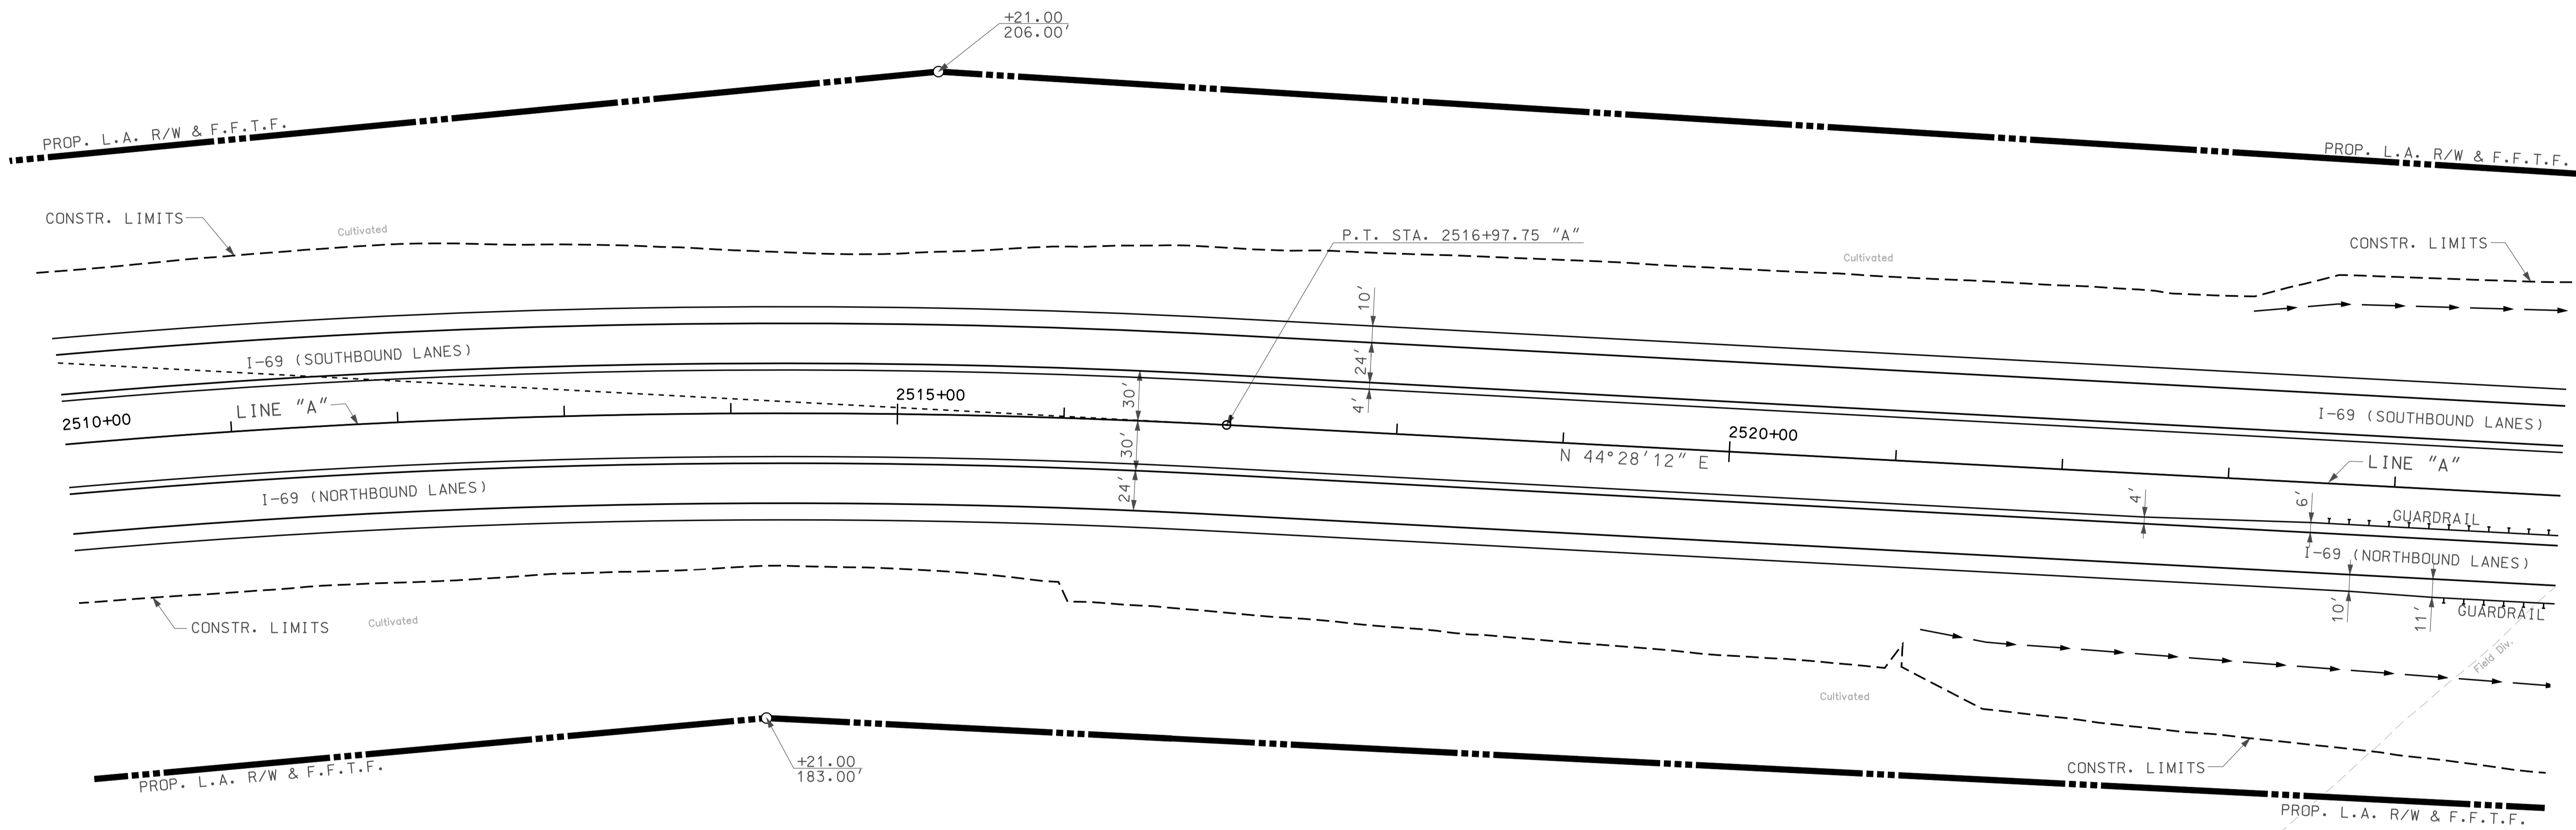 +21.00
206.00'
PROP. L.A. R/W & F.F.T.F.
PROP. L.A. R/W & F.F.T.F.
CONSTR. LIMITS
Cultivated
P.T. STA. 2516+97.75 "A"
CONSTR. LIMITS
Cultivated
10'
24'
4'
I-69 (SOUTHBOUND LANES)
30'
2515+00
LINE "A"
2510+00
I-69 (SOUTHBOUND LANES)
2520+00
30'
N 44°28'12" E
LINE "A"
I-69 (NORTHBOUND LANES)
24'
4'
6'
GUARDRAIL
I-69 (NORTHBOUND LANES)
10'
11'
GUARDRAIL
CONSTR. LIMITS
Cultivated
Field Div.
Cultivated
+21.00
183.00'
PROP. L.A. R/W & F.F.T.F.
CONSTR. LIMITS
PROP. L.A. R/W & F.F.T.F.